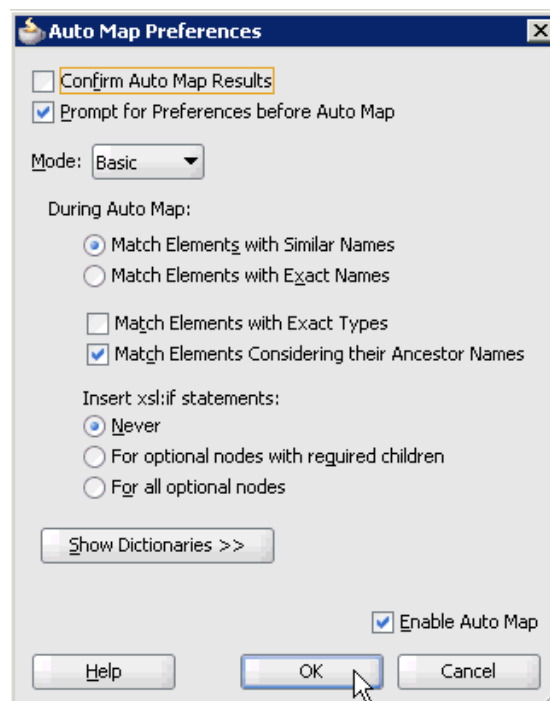 Auto Map Preferences
Confirm Auto Map Results
Prompt for Preferences before Auto Map
Mode: Basic
During Auto Map:
Match Elements with Similar Names
Match Elements with Exact Names
Match Elements with Exact Types
Match Elements Considering their Ancestor Names
Insert xsl:if statements:
Never
For optional nodes with required children
For all optional nodes
Show Dictionaries >>
Enable Auto Map
Help OK Cancel